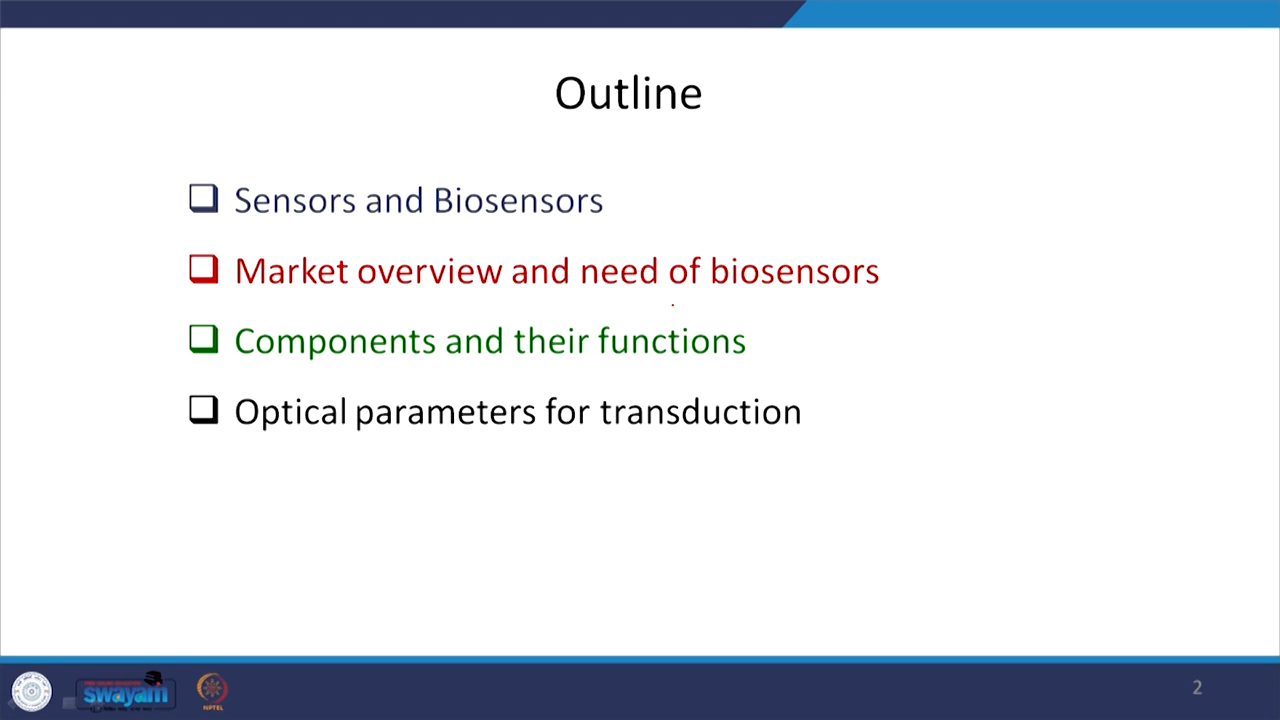 Outline
Sensors and Biosensors
Market overview and need of biosensors
Components and their functions
Optical parameters for transduction
swayam
NPTEL
2